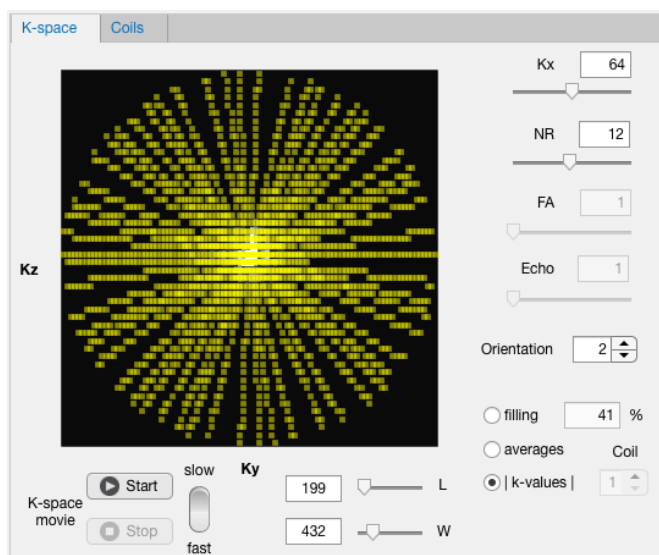 K-space Coils
Kx 64
NR 12
FA 1
Echo 1
Kz
Orientation 2
filling 41 %
averages Coil
| k-values | 1
Ky
slow
K-space
movie
Start
Stop
fast
199 L
432 W